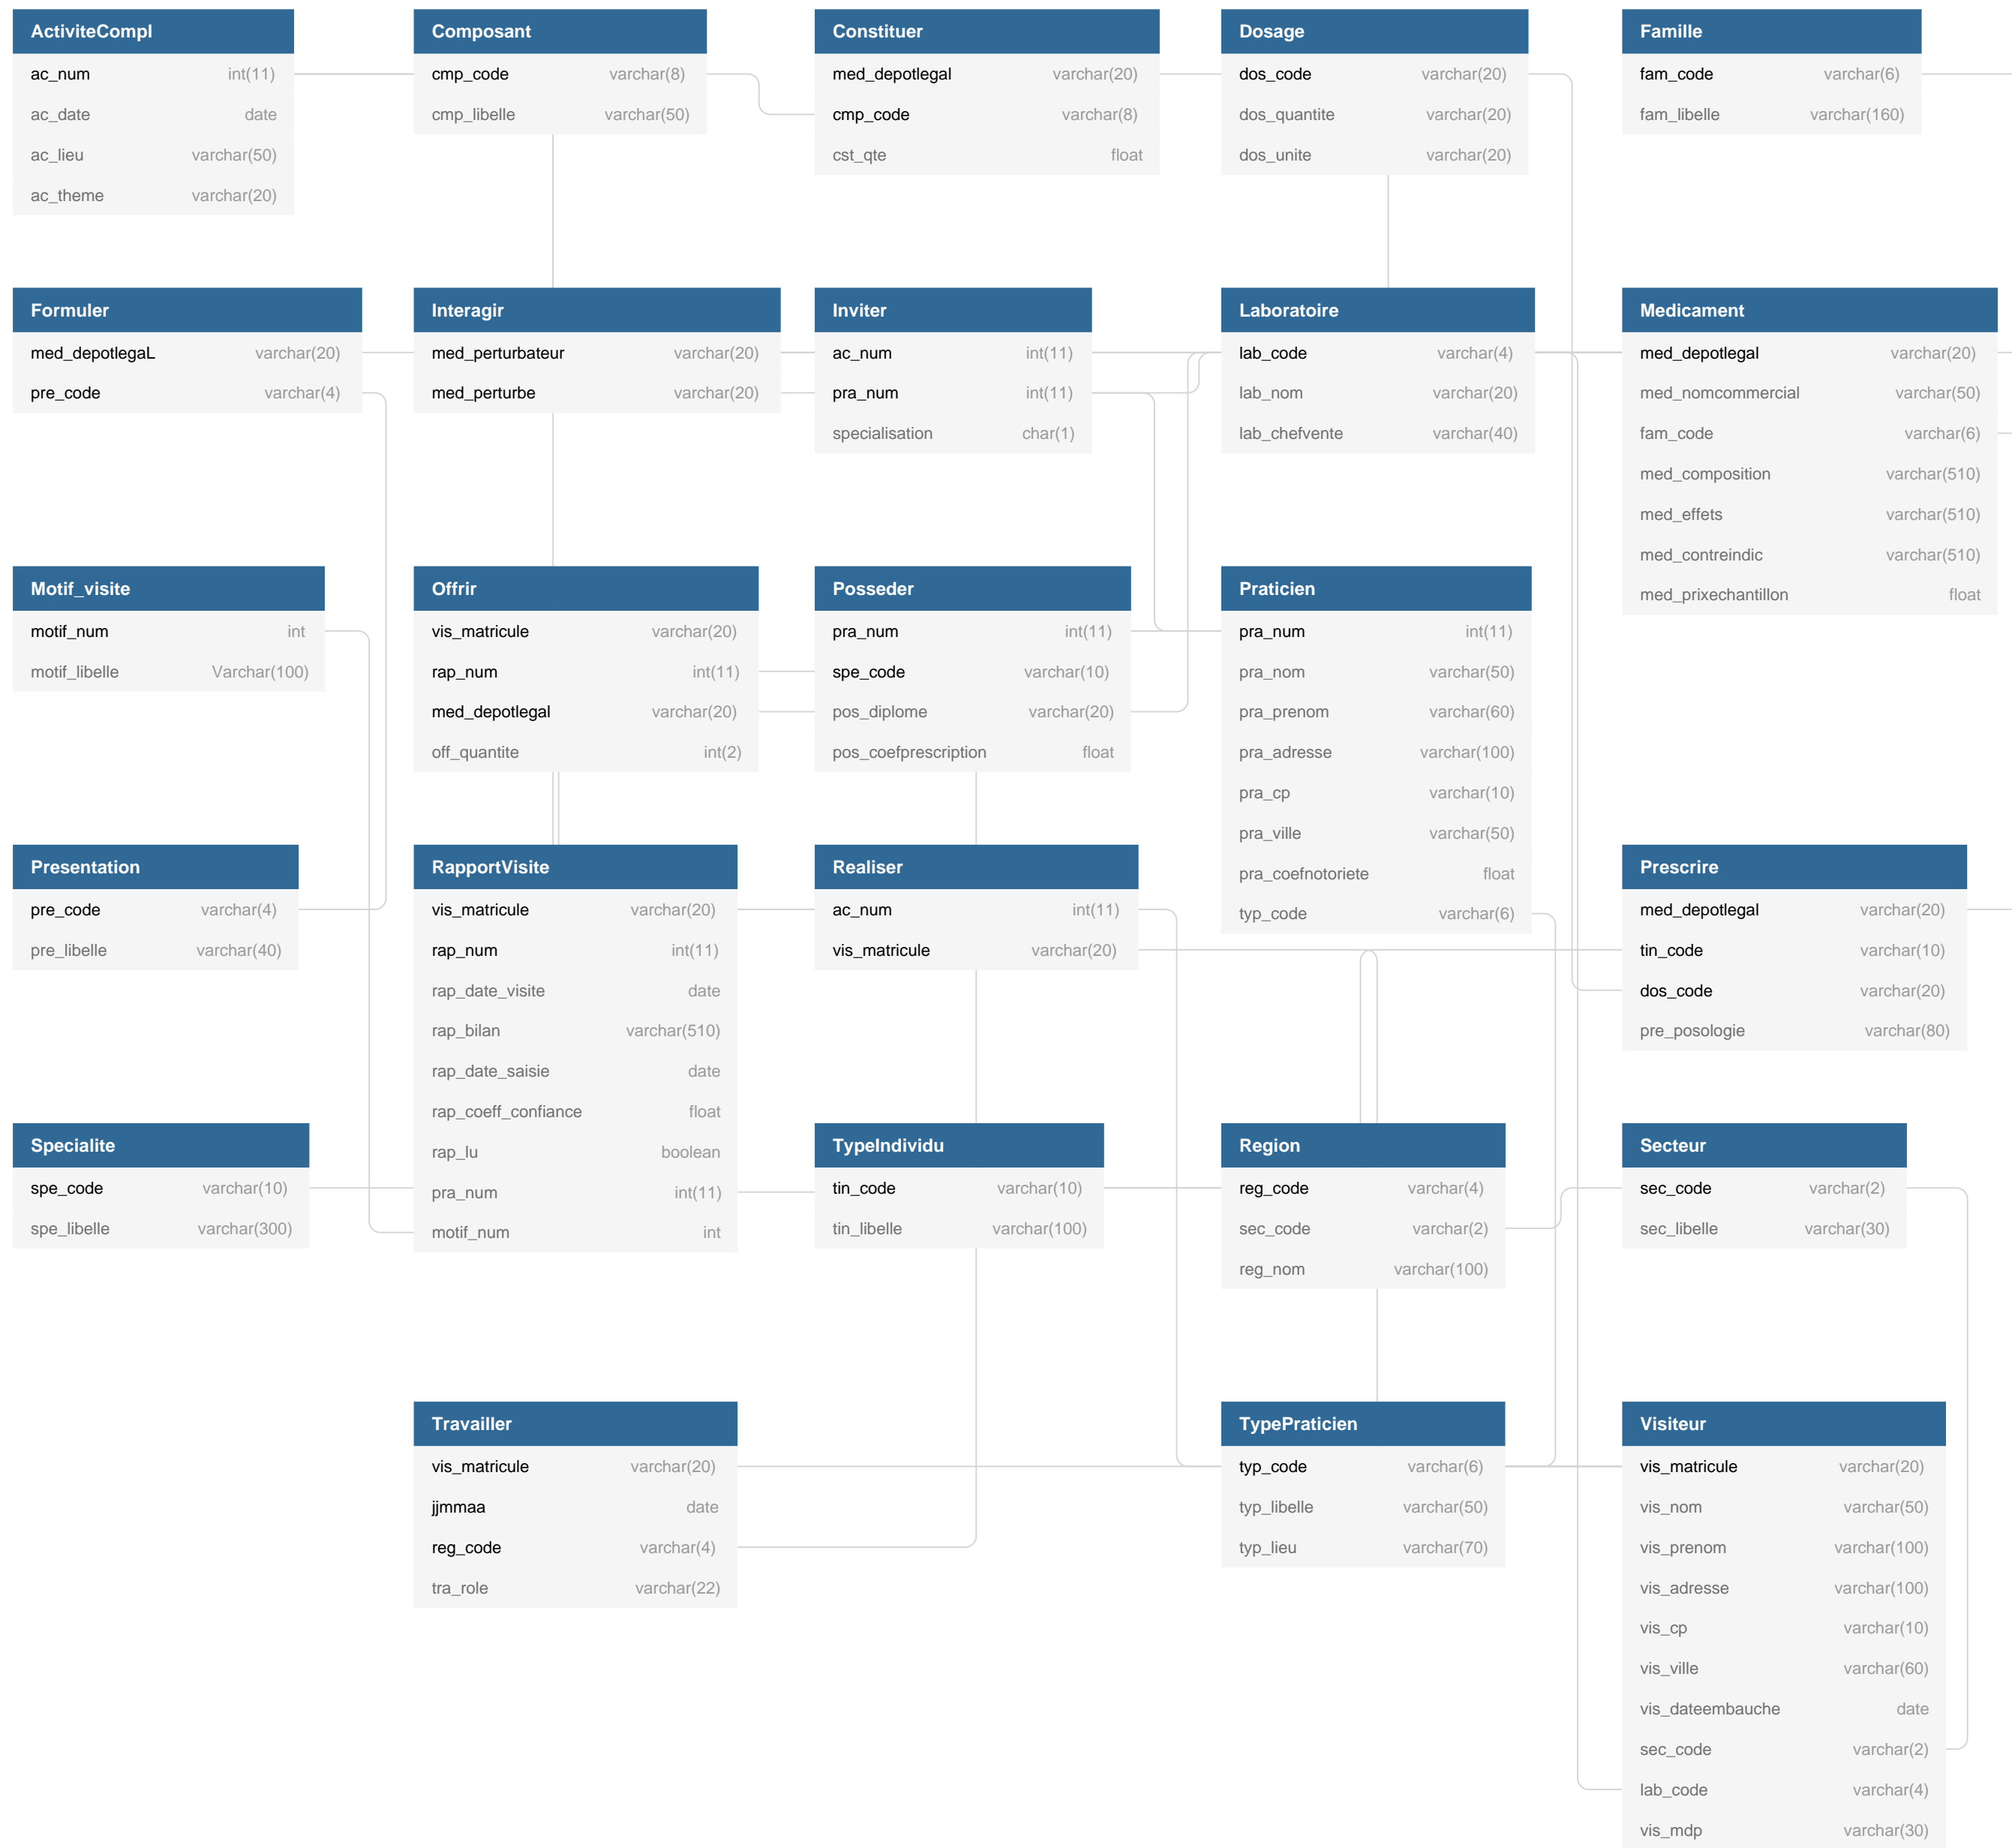 ActiviteCompl
ac_num int(11)
ac_date date
ac_lieu varchar(50)
ac_theme varchar(20)
Composant
cmp_code varchar(8)
cmp_libelle varchar(50)
Constituer
med_depotlegal varchar(20)
cmp_code varchar(8)
cst_qte float
Dosage
dos_code varchar(20)
dos_quantite varchar(20)
dos_unite varchar(20)
Famille
fam_code varchar(6)
fam_libelle varchar(160)
Formuler
med_depotlegaL varchar(20)
pre_code varchar(4)
Interagir
med_perturbateur varchar(20)
med_perturbe varchar(20)
Inviter
ac_num int(11)
pra_num int(11)
specialisation char(1)
Laboratoire
lab_code varchar(4)
lab_nom varchar(20)
lab_chefvente varchar(40)
Medicament
med_depotlegal varchar(20)
med_nomcommercial varchar(50)
fam_code varchar(6)
med_composition varchar(510)
med_effets varchar(510)
med_contreindic varchar(510)
med_prixechantillon float
Motif_visite
motif_num int
motif_libelle Varchar(100)
Offrir
vis_matricule varchar(20)
rap_num int(11)
med_depotlegal varchar(20)
off_quantite int(2)
Posseder
pra_num int(11)
spe_code varchar(10)
pos_diplome varchar(20)
pos_coefprescription float
Praticien
pra_num int(11)
pra_nom varchar(50)
pra_prenom varchar(60)
pra_adresse varchar(100)
pra_cp varchar(10)
pra_ville varchar(50)
pra_coefnotoriete float
typ_code varchar(6)
Presentation
pre_code varchar(4)
pre_libelle varchar(40)
RapportVisite
vis_matricule varchar(20)
rap_num int(11)
rap_date_visite date
rap_bilan varchar(510)
rap_date_saisie date
rap_coeff_confiance float
rap_lu boolean
pra_num int(11)
motif_num int
Realiser
ac_num int(11)
vis_matricule varchar(20)
Prescrire
med_depotlegal varchar(20)
tin_code varchar(10)
dos_code varchar(20)
pre_posologie varchar(80)
Specialite
spe_code varchar(10)
spe_libelle varchar(300)
TypeIndividu
tin_code varchar(10)
tin_libelle varchar(100)
Region
reg_code varchar(4)
sec_code varchar(2)
reg_nom varchar(100)
Secteur
sec_code varchar(2)
sec_libelle varchar(30)
Travailler
vis_matricule varchar(20)
jjmmaa date
reg_code varchar(4)
tra_role varchar(22)
TypePraticien
typ_code varchar(6)
typ_libelle varchar(50)
typ_lieu varchar(70)
Visiteur
vis_matricule varchar(20)
vis_nom varchar(50)
vis_prenom varchar(100)
vis_adresse varchar(100)
vis_cp varchar(10)
vis_ville varchar(60)
vis_dateembauche date
sec_code varchar(2)
lab_code varchar(4)
vis_mdp varchar(30)